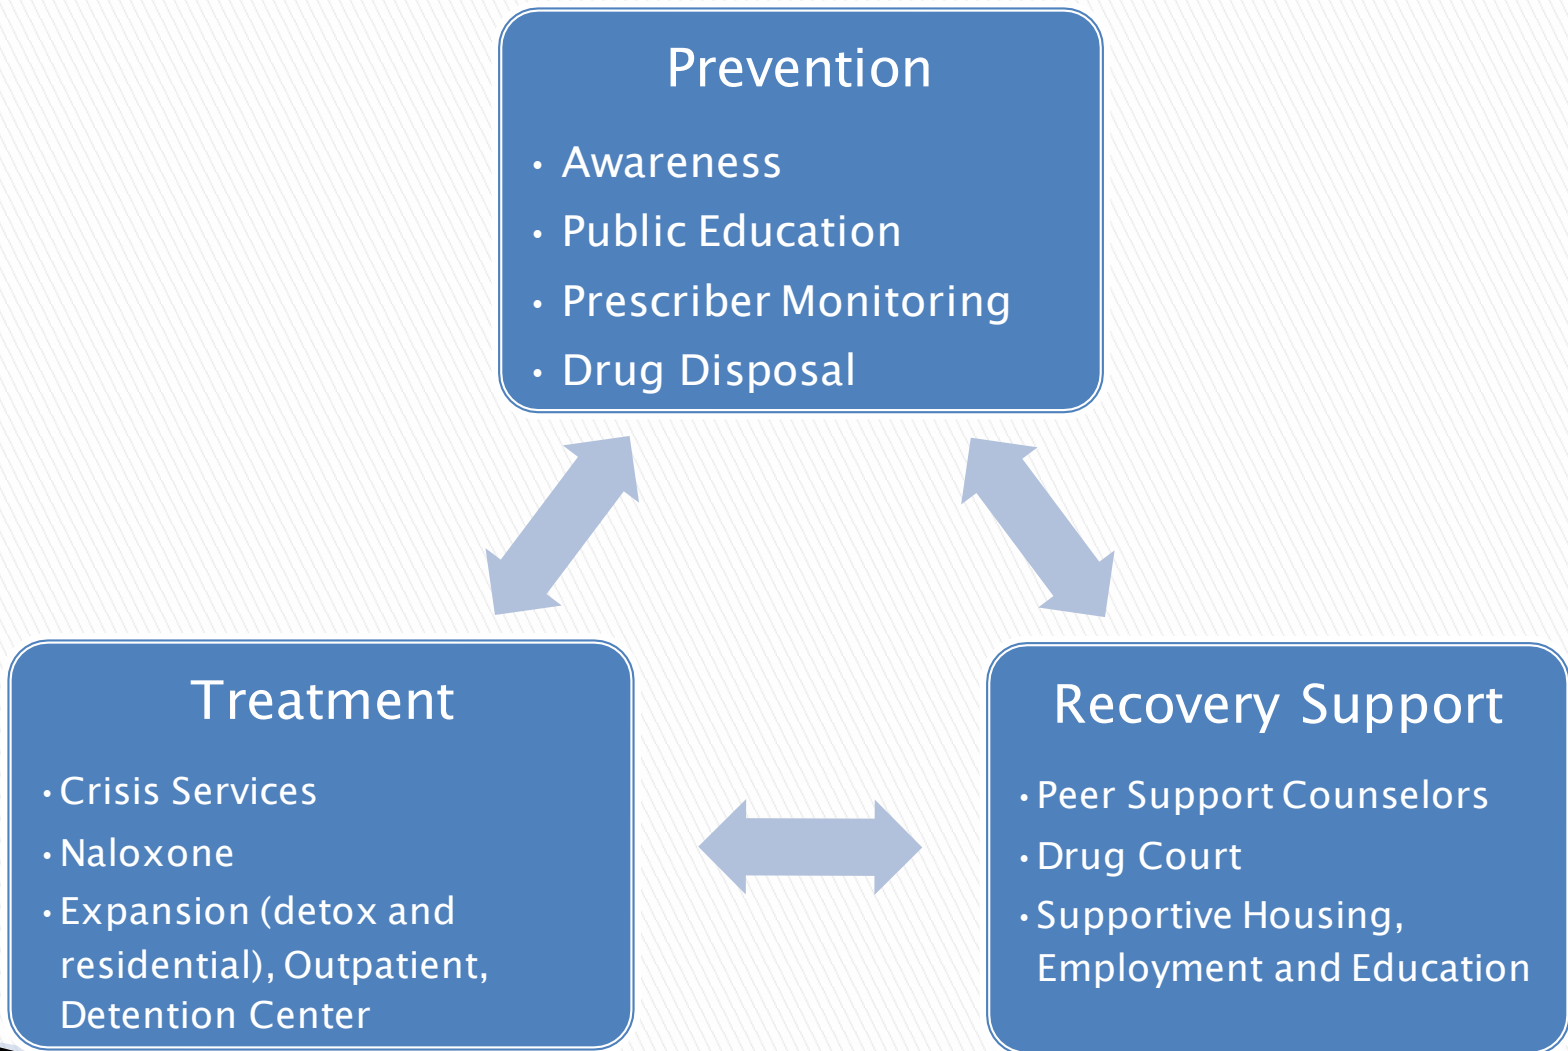 Prevention
• Awareness
• Public Education
• Prescriber Monitoring
• Drug Disposal
Treatment
• Crisis Services
• Naloxone
• Expansion (detox and
residential), Outpatient,
Detention Center
Recovery Support
• Peer Support Counselors
• Drug Court
• Supportive Housing,
Employment and Education